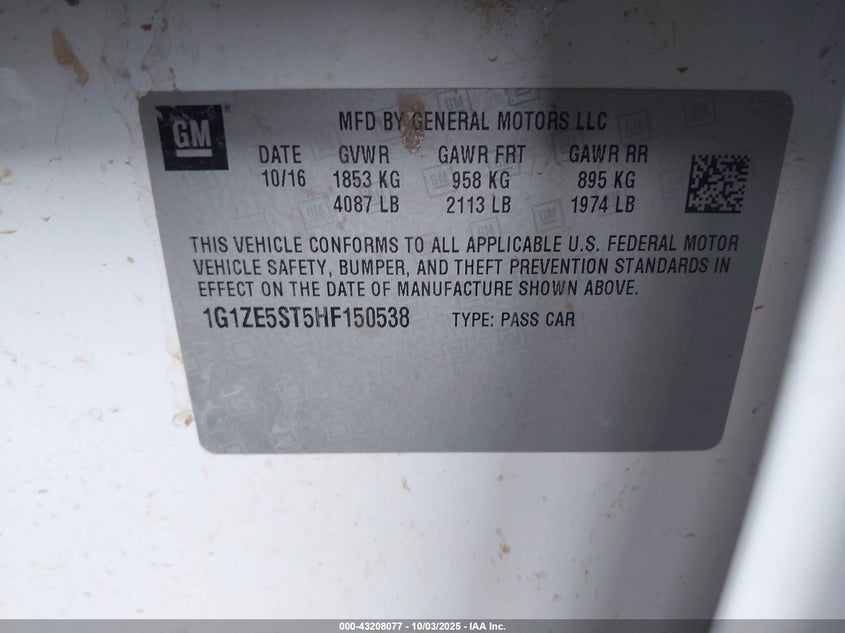 GM ® MFD BY GENERAL MOTORS LLC
DATE GVWR GAWR FRT GAWR RR
10/16 1853 KG 958 KG 895 KG
4087 LB 2113 LB 1974 LB
THIS VEHICLE CONFORMS TO ALL APPLICABLE U.S. FEDERAL MOTOR
VEHICLE SAFETY, BUMPER, AND THEFT PREVENTION STANDARDS IN
EFFECT ON THE DATE OF MANUFACTURE SHOWN ABOVE.
1G1ZE5ST5HF150538 TYPE: PASS CAR
000-43208077 - 10/03/2025 - IAA Inc.